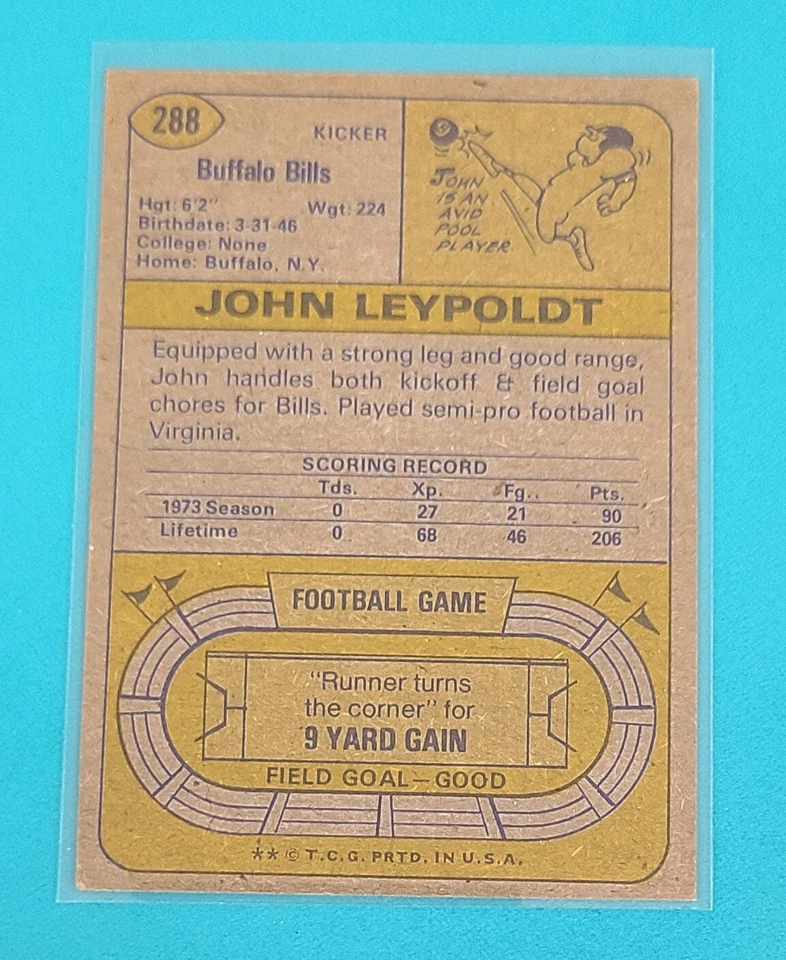 288
KICKER
Buffalo Bills
Hgt: 6'2" Wgt: 224
Birthdate: 3-31-46
College: None
Home: Buffalo, N.Y.
9
JOHN
IS AN
AVID
POOL
PLAYER.
JOHN LEYPOLDT
Equipped with a strong leg and good range,
John handles both kickoff & field goal
chores for Bills. Played semi-pro football in
Virginia.
SCORING RECORD
Tds. Xp. Fg. Pts.
1973 Season 0 27 21 90
Lifetime 0 68 46 206
FOOTBALL GAME
"Runner turns
the corner" for
9 YARD GAIN
FIELD GOAL—GOOD
** © T.C.G. PRTD. IN U.S.A.